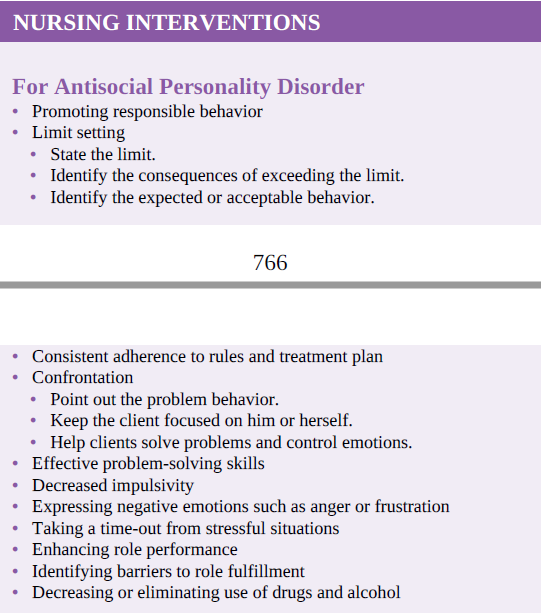 NURSING INTERVENTIONS
For Antisocial Personality Disorder
• Promoting responsible behavior
• Limit setting
• State the limit.
• Identify the consequences of exceeding the limit.
• Identify the expected or acceptable behavior.
766
• Consistent adherence to rules and treatment plan
• Confrontation
• Point out the problem behavior.
• Keep the client focused on him or herself.
• Help clients solve problems and control emotions.
• Effective problem-solving skills
• Decreased impulsivity
• Expressing negative emotions such as anger or frustration
• Taking a time-out from stressful situations
• Enhancing role performance
• Identifying barriers to role fulfillment
• Decreasing or eliminating use of drugs and alcohol